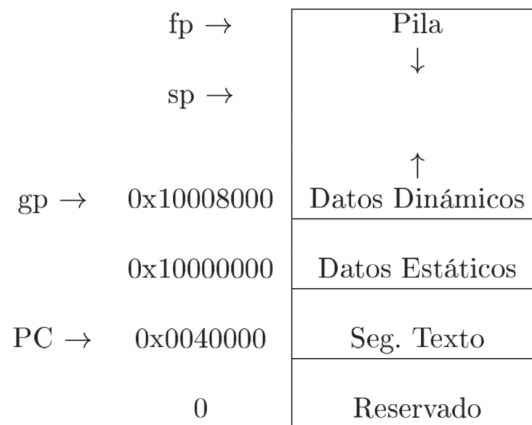 fp → Pila
↓
sp →
↑
gp → 0x10008000 Datos Dinámicos
0x10000000 Datos Estáticos
PC → 0x0040000 Seg. Texto
0 Reservado